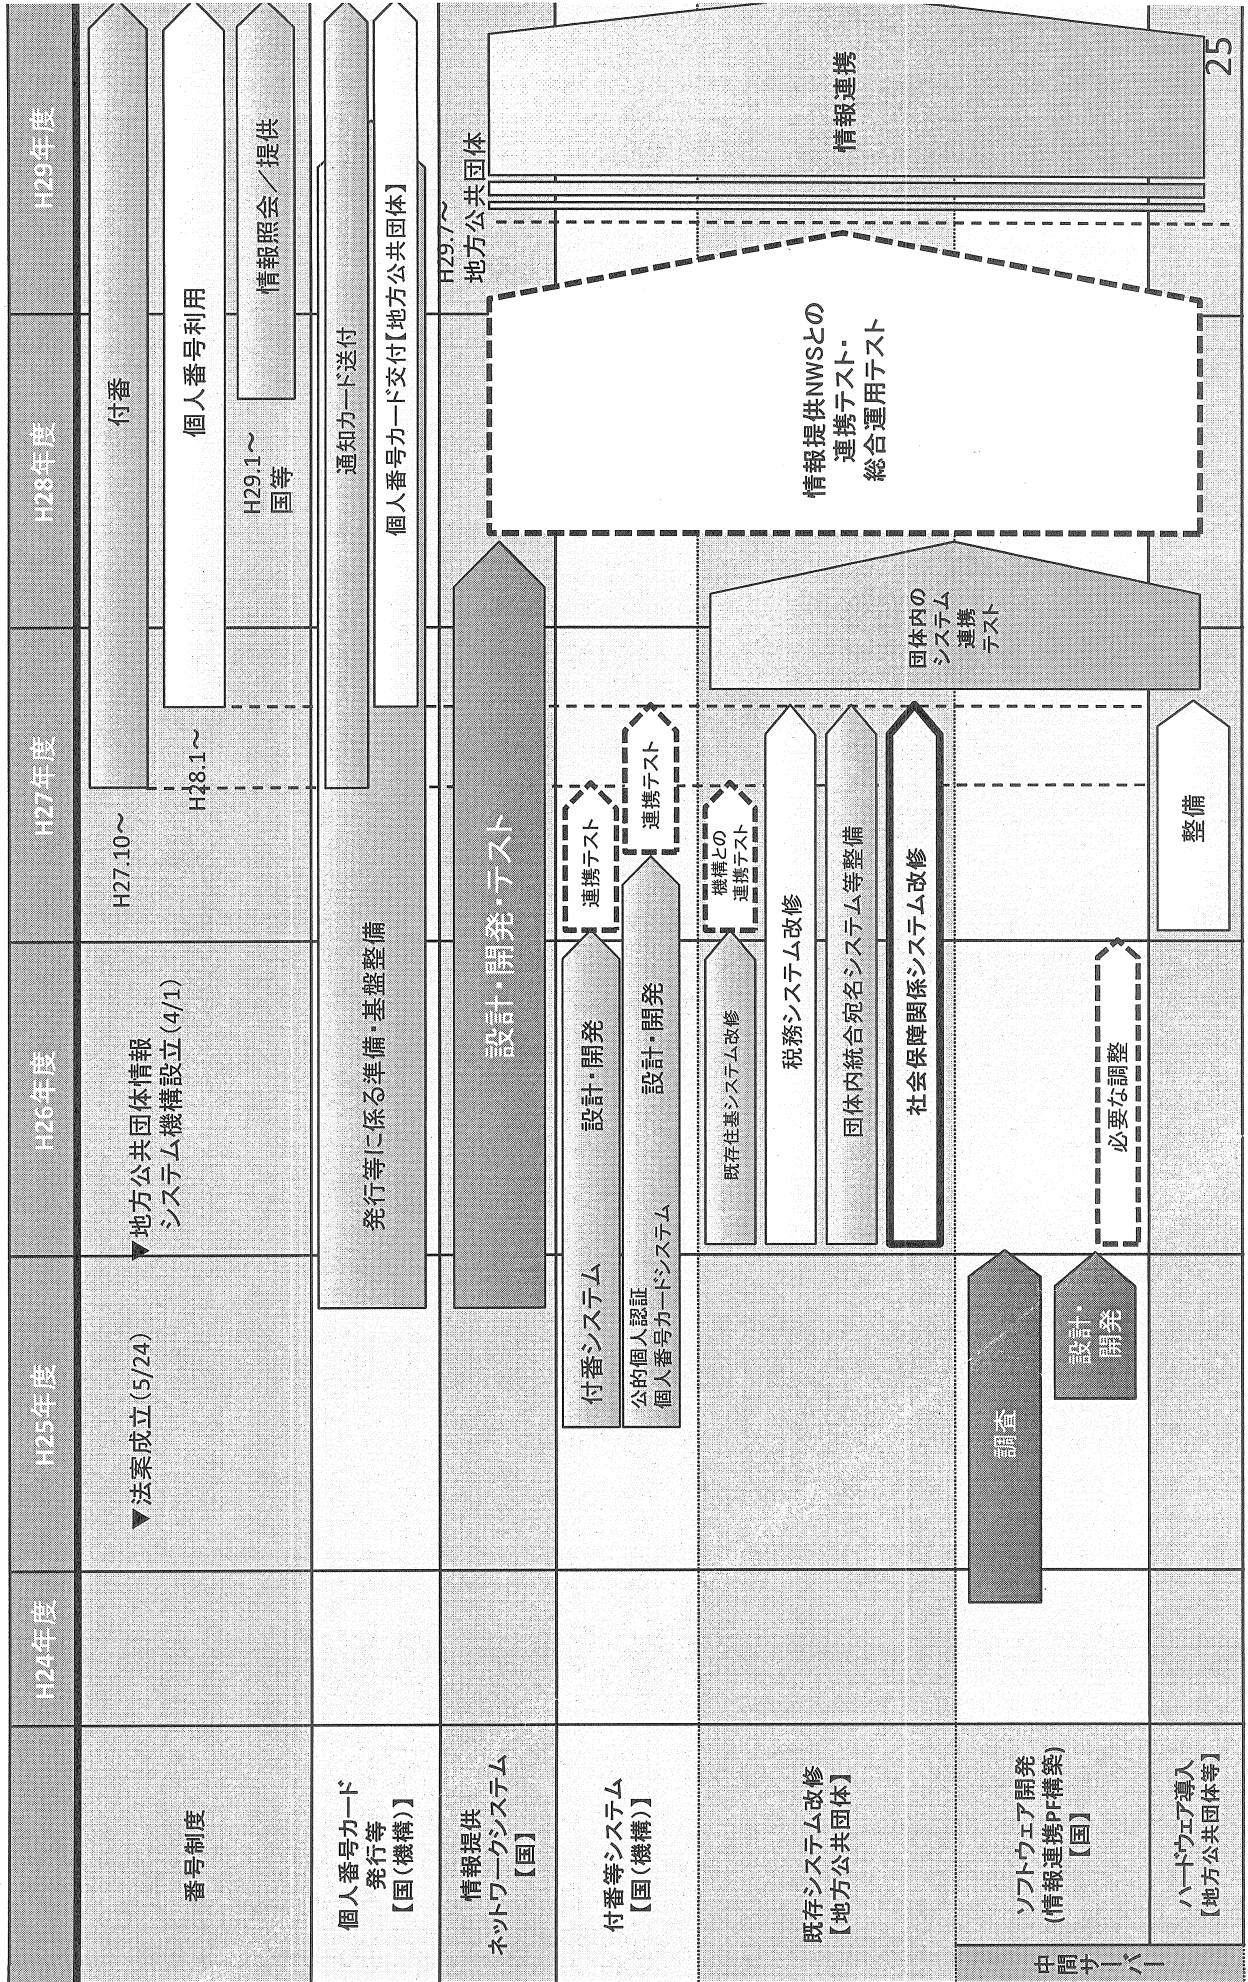 H24年度
H25年度
H26年度
H27年度
H28年度
H29年度
番号制度
▼法案成立(5/24)
▼地方公共団体情報
システム機構設立(4/1)
H27.10～
付番
H28.1～
個人番号利用
H29.1～
国等
情報照会／提供
個人番号カード
発行等
【国(機構)】
発行等に係る準備・基盤整備
通知カード送付
個人番号カード交付【地方公共団体】
情報提供
ネットワークシステム
【国】
設計・開発・テスト
H29.7～
地方公共団体
付番等システム
【国(機構)】
付番システム
設計・開発
連携テスト
公的個人認証
個人番号カードシステム
設計・開発
連携テスト
既存システム改修
【地方公共団体】
既存住基システム改修
機構との
連携テスト
税務システム改修
団体内統合宛名システム等整備
社会保障関係システム改修
団体内の
システム
連携
テスト
情報提供NWSとの
連携テスト・
総合運用テスト
情報連携
中間サーバー
ソフトウェア開発
(情報連携PF構築)
【国】
調査
設計・
開発
必要な調整
ハードウェア導入
【地方公共団体等】
整備
25